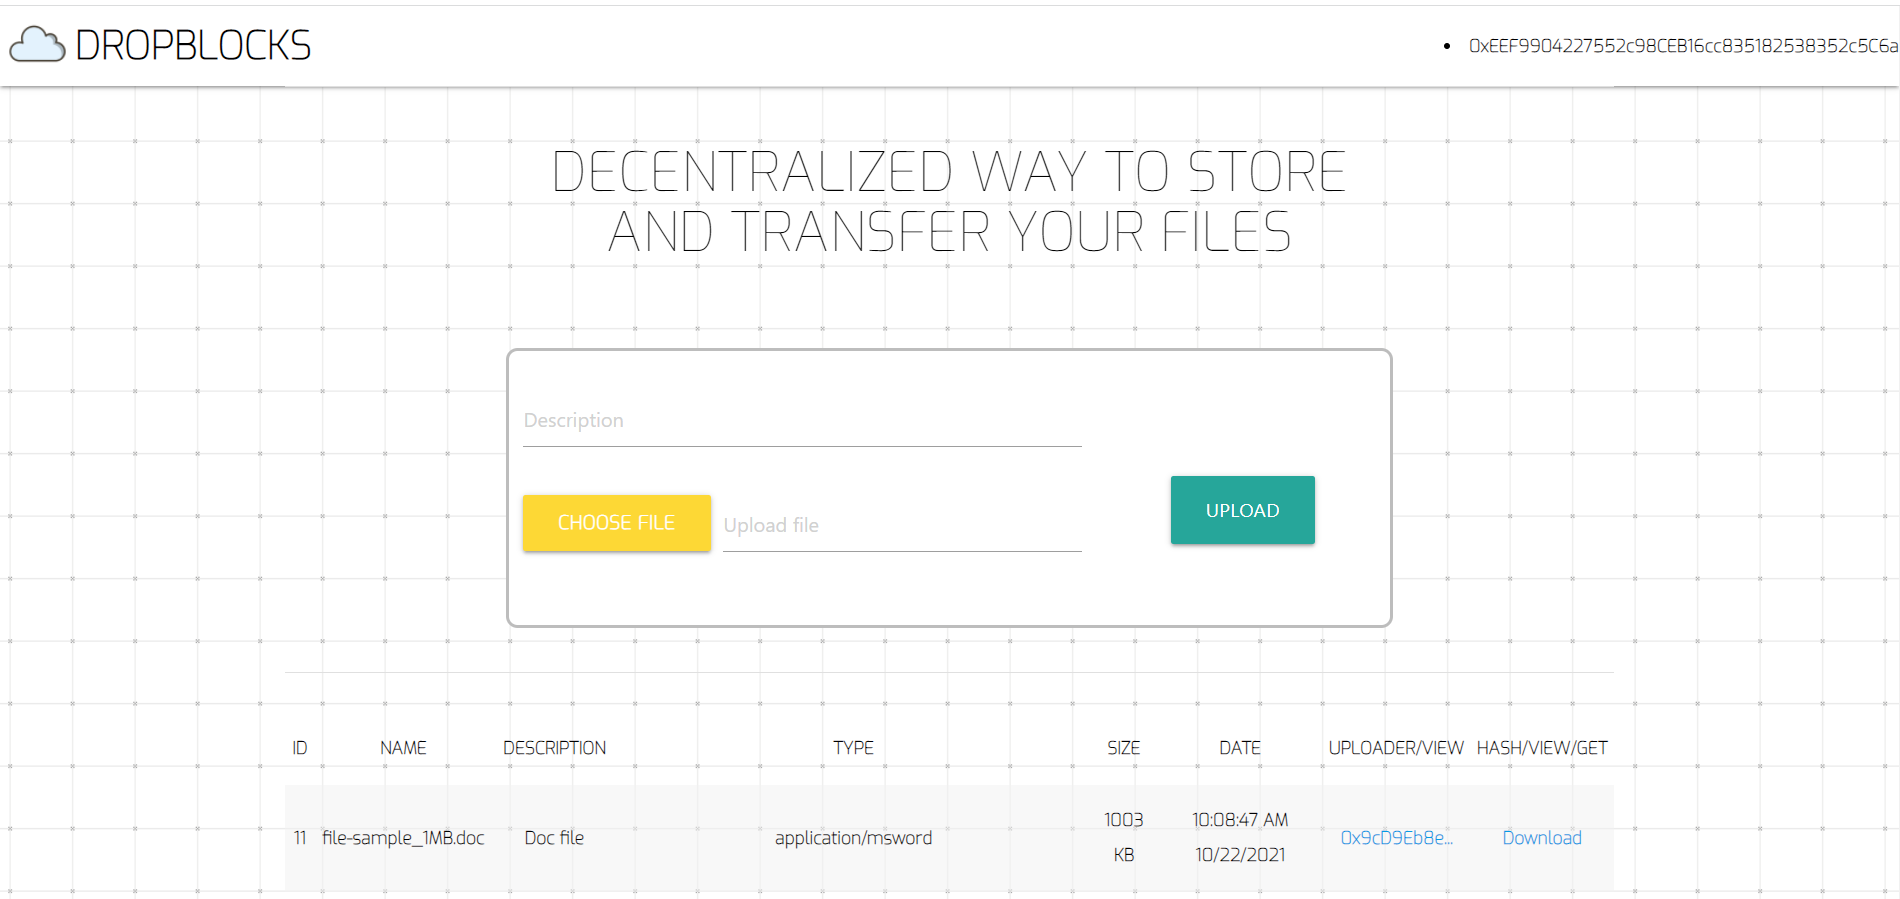 DROPBLOCKS
0xEEF9904227552c98CEB16cc835182538352c5C6a
DECENTRALIZED WAY TO STORE
AND TRANSFER YOUR FILES
Description
CHOOSE FILE
Upload file
UPLOAD
ID NAME DESCRIPTION TYPE SIZE DATE UPLOADER/VIEW HASH/VIEW/GET
11 file-sample_1MB.doc Doc file application/msword 1003 KB 10:08:47 AM 10/22/2021 0x9cD9Eb8e... Download